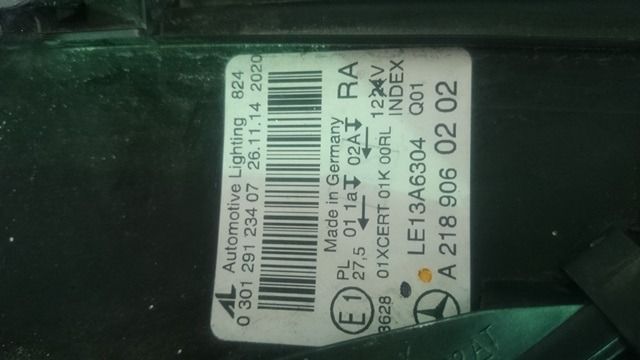 AL Automotive Lighting 824
0 301 291 234 07 26.11.14 2020
Made in Germany RA
PL 01 1a 02A
27,5
E1
3628 01XCERT 01K 00RL 12
INDEX
LE13A6304 Q01
A 218 906 02 02